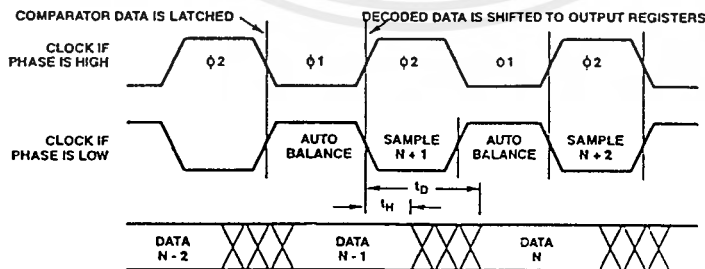 COMPARATOR DATA IS LATCHED
DECODED DATA IS SHIFTED TO OUTPUT REGISTERS
CLOCK IF
PHASE IS HIGH
ϕ2
ϕ1
ϕ2
ϕ1
ϕ2
CLOCK IF
PHASE IS LOW
AUTO
BALANCE
SAMPLE
N + 1
AUTO
BALANCE
SAMPLE
N + 2
tD
tH
DATA
N - 2
DATA
N - 1
DATA
N